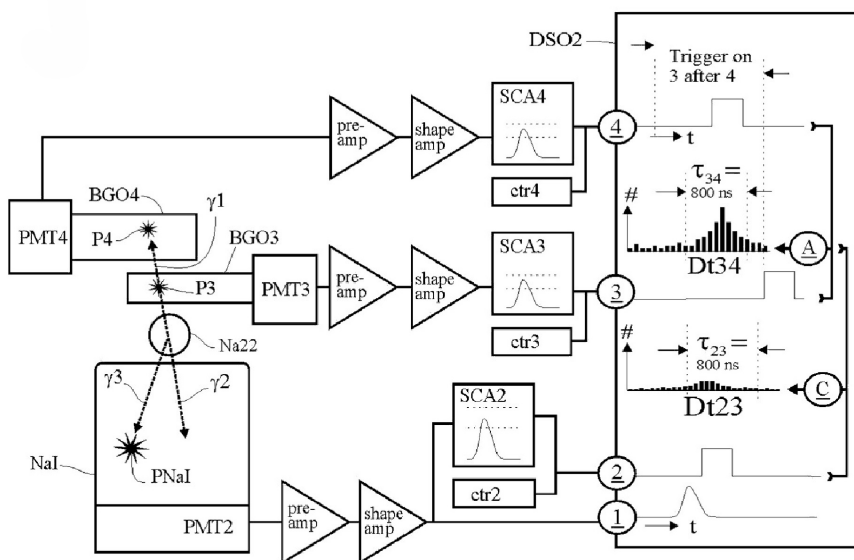 DSO2
Trigger on
3 after 4
SCA4
pre-
amp
shape
amp
4
t
ctr4
τ34 =
800 ns
#
BGO4
γ1
PMT4
P4
BGO3
A
Dt34
SCA3
P3
PMT3
pre-
amp
shape
amp
3
Na22
ctr3
#
τ23 =
800 ns
γ3
γ2
C
SCA2
Dt23
NaI
PNaI
2
ctr2
PMT2
pre-
amp
shape
amp
1
t